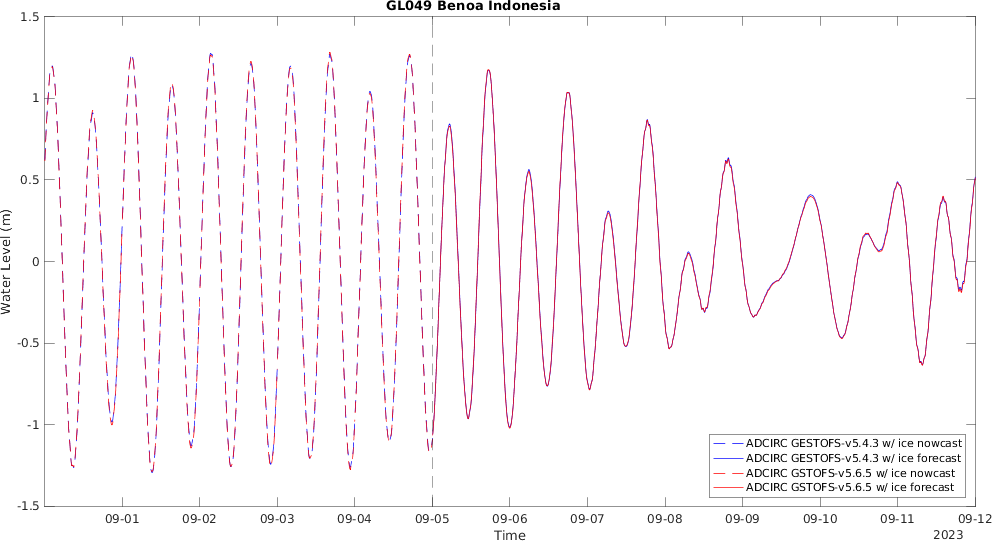 GL049 Benoa Indonesia
1.5
1
0.5
0
-0.5
-1
-1.5
Water Level (m)
ADCIRC GESTOFS-v5.4.3 w/ ice nowcast
ADCIRC GESTOFS-v5.4.3 w/ ice forecast
ADCIRC GSTOFS-v5.6.5 w/ ice nowcast
ADCIRC GSTOFS-v5.6.5 w/ ice forecast
09-01 09-02 09-03 09-04 09-05 09-06 09-07 09-08 09-09 09-10 09-11 09-12
Time
2023